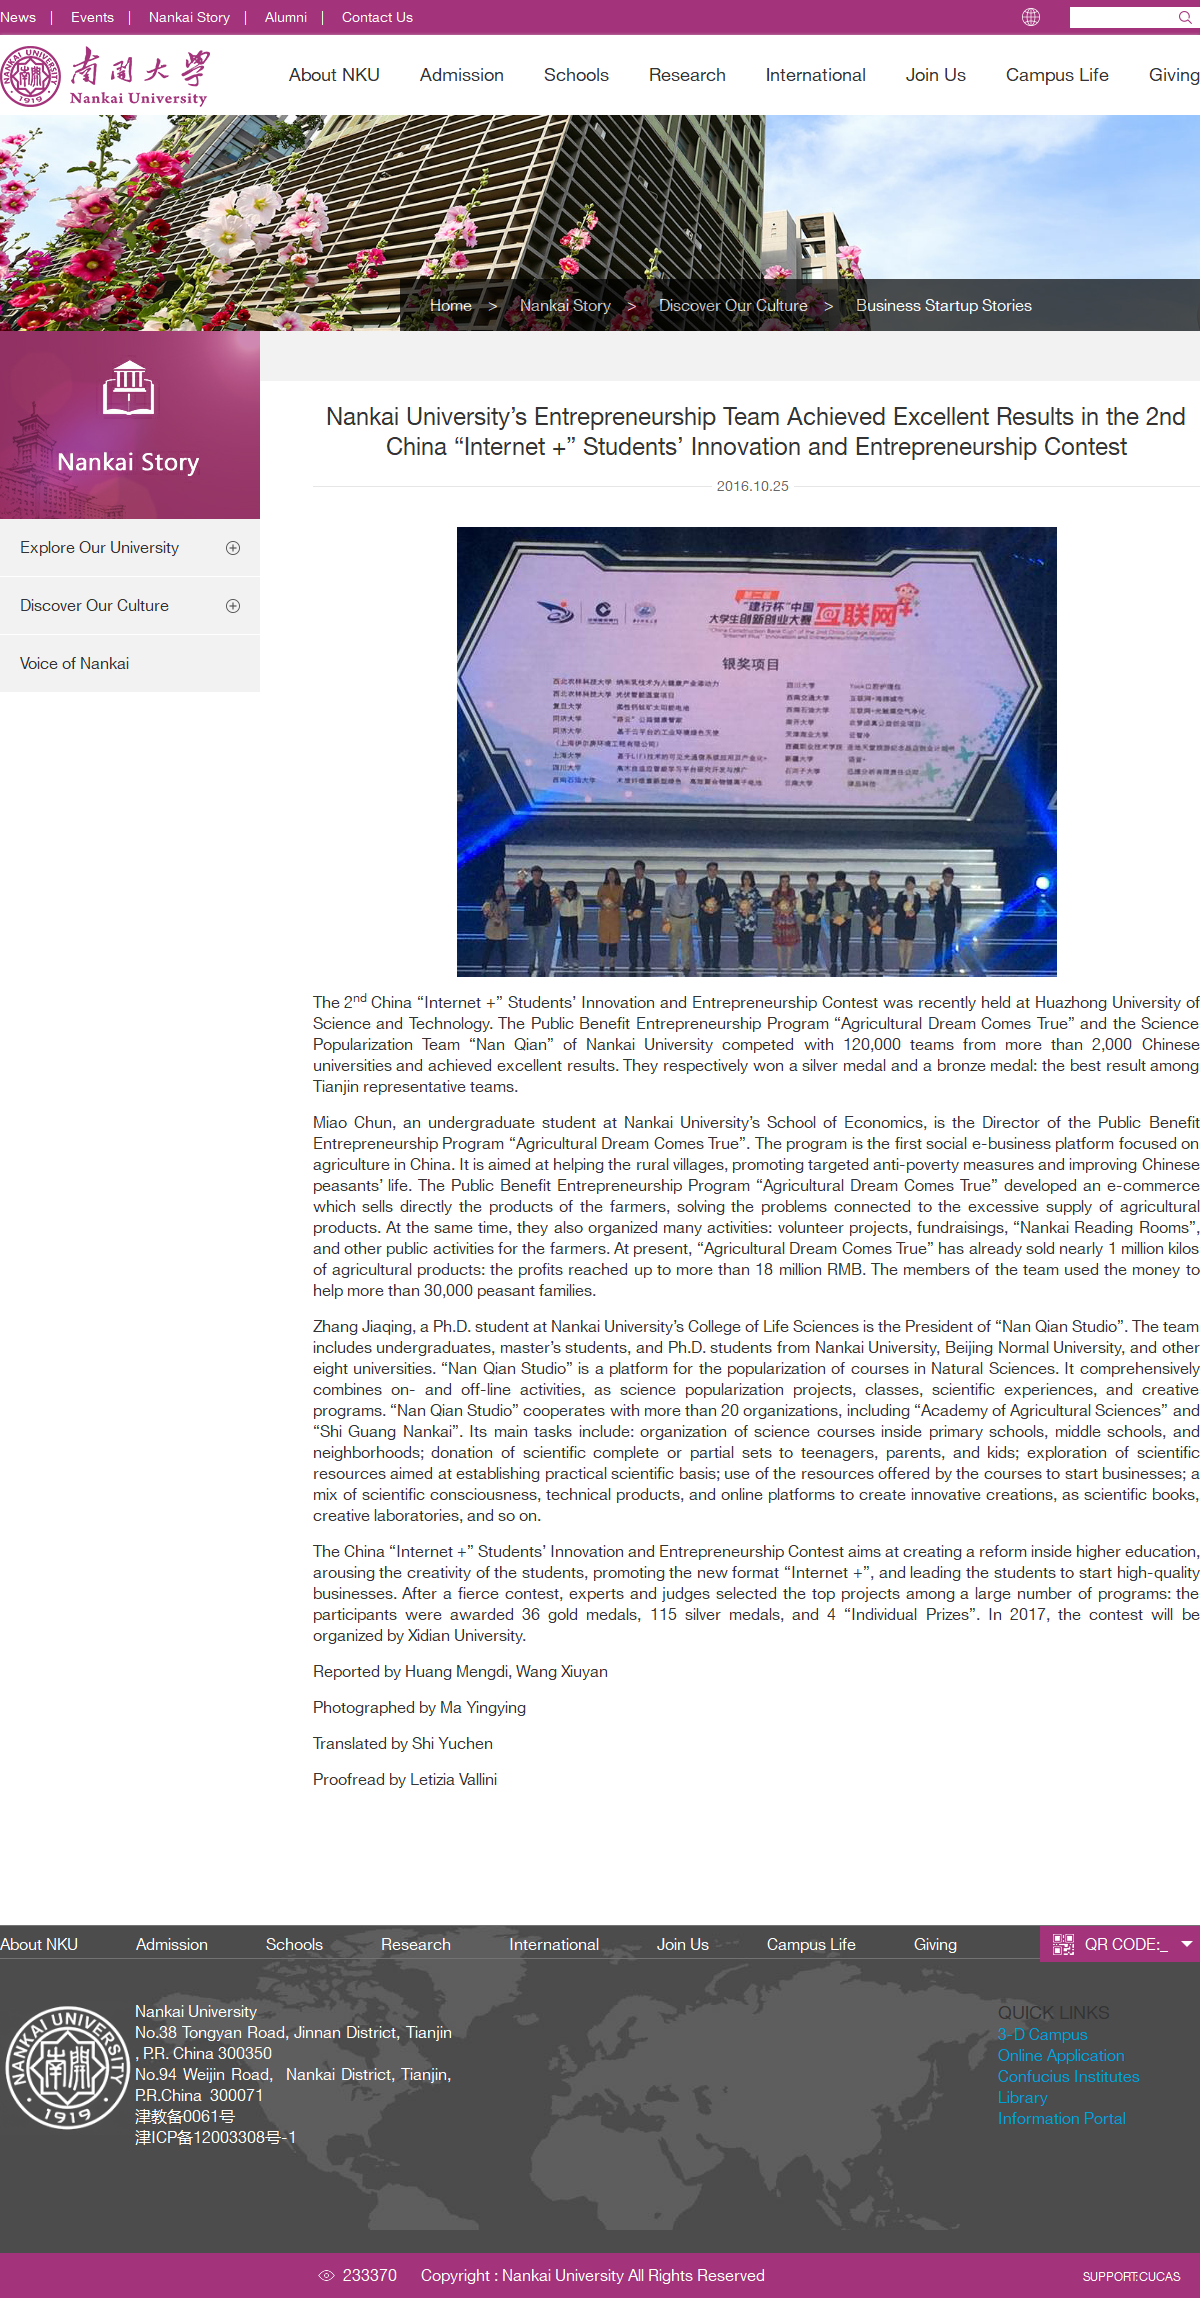 News | Events | Nankai Story | Alumni | Contact Us
NANKAI UNIVERSITY
1919
南開大學
Nankai University
About NKU Admission Schools Research International Join Us Campus Life Giving
Home > Nankai Story > Discover Our Culture > Business Startup Stories
Nankai Story
Explore Our University
Discover Our Culture
Voice of Nankai
Nankai University’s Entrepreneurship Team Achieved Excellent Results in the 2nd
China “Internet +” Students’ Innovation and Entrepreneurship Contest
2016.10.25
第二届
“建行杯”中国
大学生创新创业大赛
互联网+
银奖项目
The 2nd China “Internet +” Students’ Innovation and Entrepreneurship Contest was recently held at Huazhong University of
Science and Technology. The Public Benefit Entrepreneurship Program “Agricultural Dream Comes True” and the Science
Popularization Team “Nan Qian” of Nankai University competed with 120,000 teams from more than 2,000 Chinese
universities and achieved excellent results. They respectively won a silver medal and a bronze medal: the best result among
Tianjin representative teams.
Miao Chun, an undergraduate student at Nankai University’s School of Economics, is the Director of the Public Benefit
Entrepreneurship Program “Agricultural Dream Comes True”. The program is the first social e-business platform focused on
agriculture in China. It is aimed at helping the rural villages, promoting targeted anti-poverty measures and improving Chinese
peasants’ life. The Public Benefit Entrepreneurship Program “Agricultural Dream Comes True” developed an e-commerce
which sells directly the products of the farmers, solving the problems connected to the excessive supply of agricultural
products. At the same time, they also organized many activities: volunteer projects, fundraisings, “Nankai Reading Rooms”,
and other public activities for the farmers. At present, “Agricultural Dream Comes True” has already sold nearly 1 million kilos
of agricultural products: the profits reached up to more than 18 million RMB. The members of the team used the money to
help more than 30,000 peasant families.
Zhang Jiaqing, a Ph.D. student at Nankai University’s College of Life Sciences is the President of “Nan Qian Studio”. The team
includes undergraduates, master’s students, and Ph.D. students from Nankai University, Beijing Normal University, and other
eight universities. “Nan Qian Studio” is a platform for the popularization of courses in Natural Sciences. It comprehensively
combines on- and off-line activities, as science popularization projects, classes, scientific experiences, and creative
programs. “Nan Qian Studio” cooperates with more than 20 organizations, including “Academy of Agricultural Sciences” and
“Shi Guang Nankai”. Its main tasks include: organization of science courses inside primary schools, middle schools, and
neighborhoods; donation of scientific complete or partial sets to teenagers, parents, and kids; exploration of scientific
resources aimed at establishing practical scientific basis; use of the resources offered by the courses to start businesses; a
mix of scientific consciousness, technical products, and online platforms to create innovative creations, as scientific books,
creative laboratories, and so on.
The China “Internet +” Students’ Innovation and Entrepreneurship Contest aims at creating a reform inside higher education,
arousing the creativity of the students, promoting the new format “Internet +”, and leading the students to start high-quality
businesses. After a fierce contest, experts and judges selected the top projects among a large number of programs: the
participants were awarded 36 gold medals, 115 silver medals, and 4 “Individual Prizes”. In 2017, the contest will be
organized by Xidian University.
Reported by Huang Mengdi, Wang Xiuyan
Photographed by Ma Yingying
Translated by Shi Yuchen
Proofread by Letizia Vallini
About NKU Admission Schools Research International Join Us Campus Life Giving QR CODE:_
NANKAI UNIVERSITY
南開
1919
Nankai University
No.38 Tongyan Road, Jinnan District, Tianjin
, P.R. China 300350
No.94 Weijin Road, Nankai District, Tianjin,
P.R.China 300071
津教备0061号
津ICP备12003308号-1
QUICK LINKS
3-D Campus
Online Application
Confucius Institutes
Library
Information Portal
233370 Copyright : Nankai University All Rights Reserved
SUPPORT:CUCAS